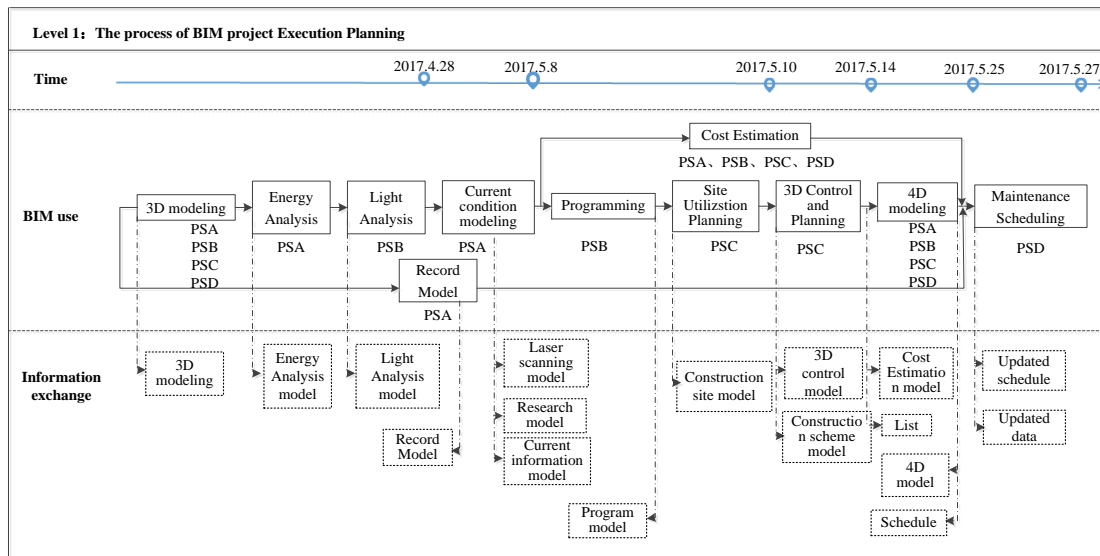 Level 1：The process of BIM project Execution Planning
Time
2017.4.28
2017.5.8
2017.5.10
2017.5.14
2017.5.25
2017.5.27
BIM use
Cost Estimation
PSA、PSB、PSC、PSD
3D modeling
PSA
PSB
PSC
PSD
Energy
Analysis
PSA
Light
Analysis
PSB
Current
condition
modeling
PSA
Programming
PSB
Site
Utiliztion
Planning
PSC
3D Control
and
Planning
PSC
4D
modeling
PSA
PSB
PSC
PSD
Maintenance
Scheduling
PSD
Record
Model
PSA
Information
exchange
3D
modeling
Energy
Analysis
model
Light
Analysis
model
Record
Model
Laser
scanning
model
Research
model
Current
information
model
Program
model
Construction
site model
3D
control
model
Constructio
n scheme
model
Cost
Estimatio
n model
List
4D
model
Schedule
Updated
schedule
Updated
data